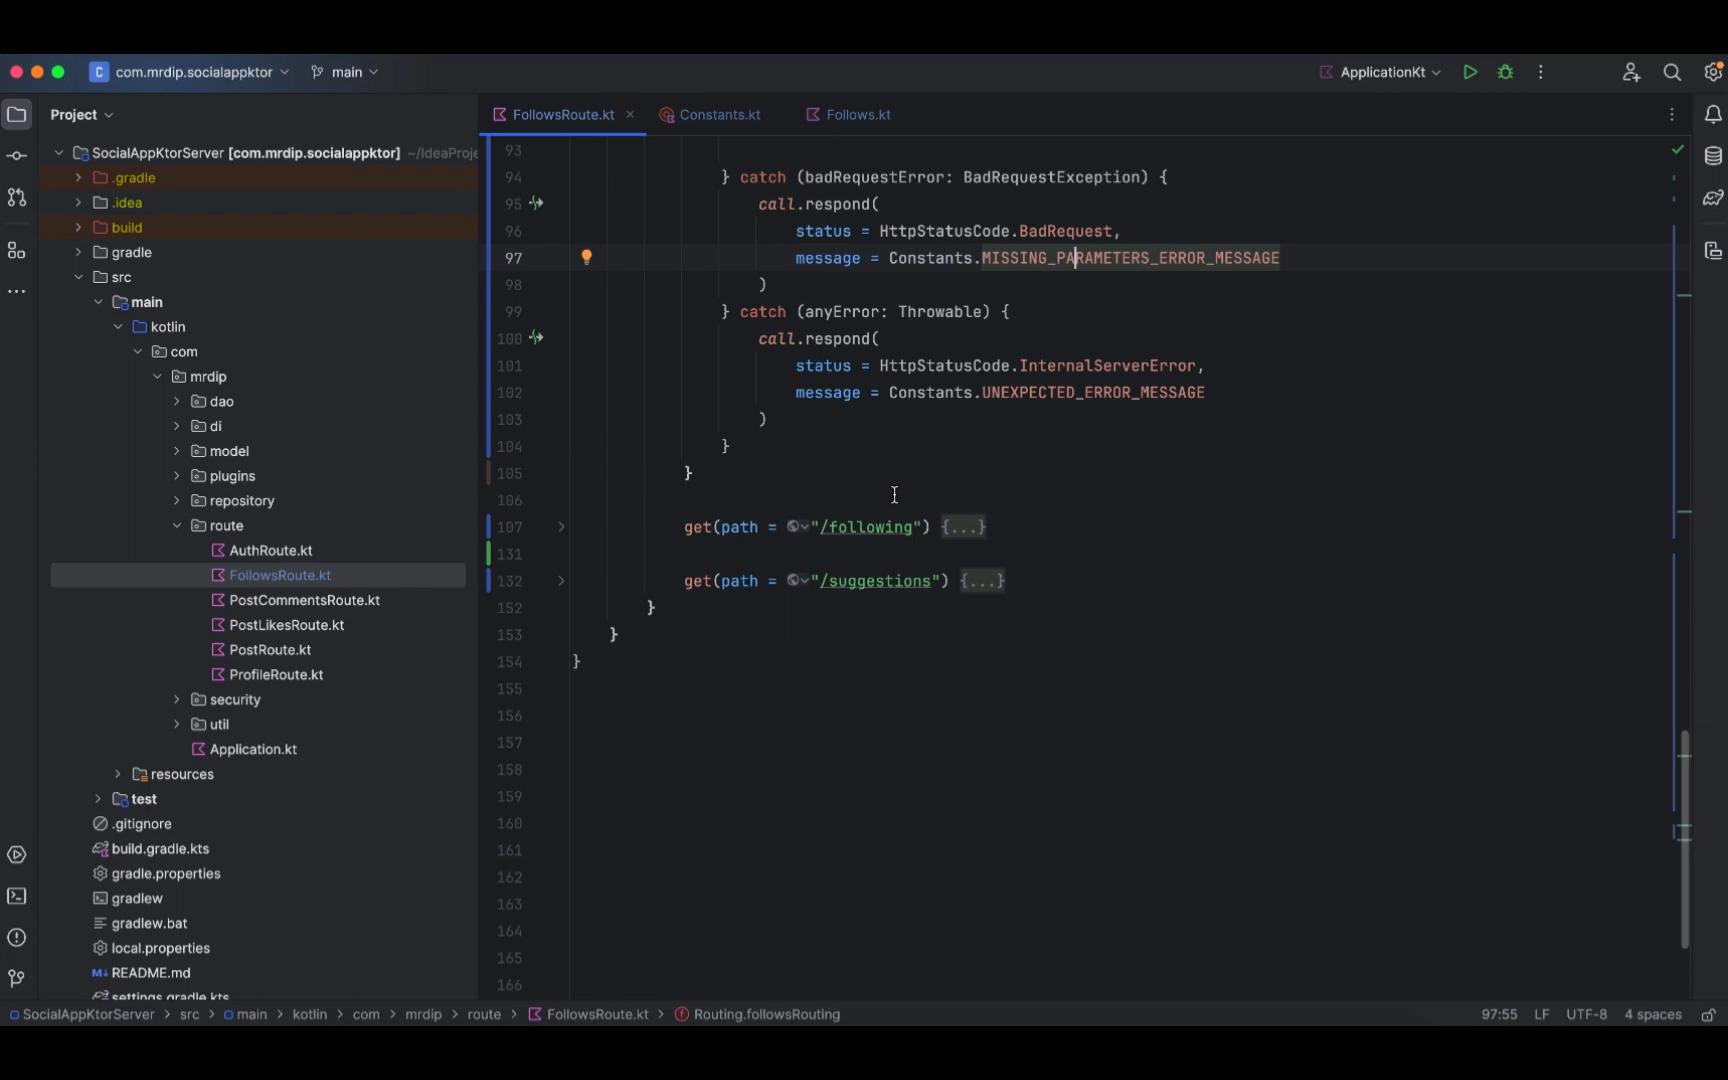 C com.mrdip.socialappktor main ApplicationKt
Project FollowsRoute.kt Constants.kt Follows.kt
SocialAppKtorServer [com.mrdip.socialappktor] ~/IdeaProje
.gradle
.idea
build
gradle
src
main
kotlin
com
mrdip
dao
di
model
plugins
repository
route
AuthRoute.kt
FollowsRoute.kt
PostCommentsRoute.kt
PostLikesRoute.kt
PostRoute.kt
ProfileRoute.kt
security
util
Application.kt
resources
test
.gitignore
build.gradle.kts
gradle.properties
gradlew
gradlew.bat
local.properties
M↓ README.md
settings.gradle.kts
93
94 } catch (badRequestError: BadRequestException) {
95 call.respond(
96 status = HttpStatusCode.BadRequest,
97 message = Constants.MISSING_PARAMETERS_ERROR_MESSAGE
98 )
99 } catch (anyError: Throwable) {
100 call.respond(
101 status = HttpStatusCode.InternalServerError,
102 message = Constants.UNEXPECTED_ERROR_MESSAGE
103 )
104 }
105 }
106
107 get(path = "/following") {...}
131
132 get(path = "/suggestions") {...}
152 }
153 }
154 }
155
156
157
158
159
160
161
162
163
164
165
166
SocialAppKtorServer > src > main > kotlin > com > mrdip > route > FollowsRoute.kt > Routing.followsRouting 97:55 LF UTF-8 4 spaces